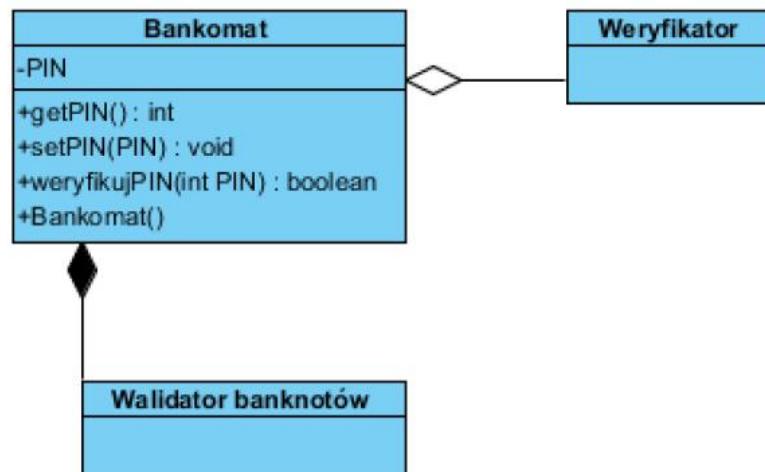 Bankomat
-PIN
+getPIN() : int
+setPIN(PIN) : void
+weryfikujPIN(int PIN) : boolean
+Bankomat()
Weryfikator
Walidator banknotów